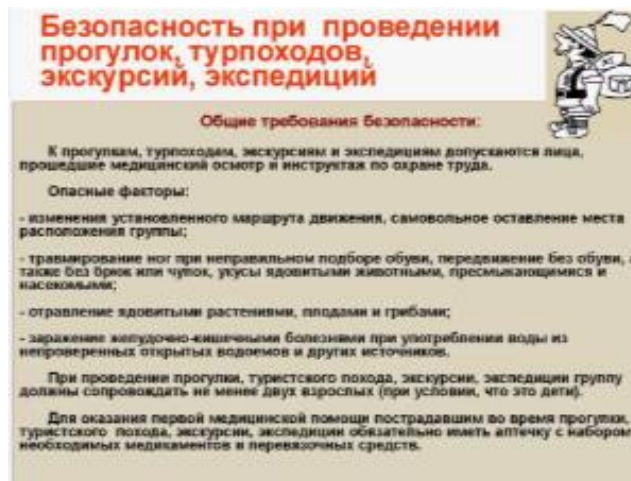 Безопасность при проведении
прогулок, турпоходов,
экскурсий, экспедиций
Общие требования безопасности:
К прогулкам, турпоходам, экскурсиям и экспедициям допускаются лица,
прошедшие медицинский осмотр и инструктаж по охране труда.
Опасные факторы:
- изменения установленного маршрута движения, самовольное оставление места
расположения группы;
- травмирование ног при неправильном подборе обуви, передвижение без обуви, а
также без брюк или чулок, укусы ядовитыми животными, пресмыкающимися и
насекомыми;
- отравление ядовитыми растениями, плодами и грибами;
- заражение желудочно-кишечными болезнями при употреблении воды из
непроверенных открытых водоемов и других источников.
При проведении прогулки, туристского похода, экскурсии, экспедиции группу
должны сопровождать не менее двух взрослых (при условии, что это дети).
Для оказания первой медицинской помощи пострадавшим во время прогулки,
туристского похода, экскурсии, экспедиции обязательно иметь аптечку с набором
необходимых медикаментов и перевязочных средств.